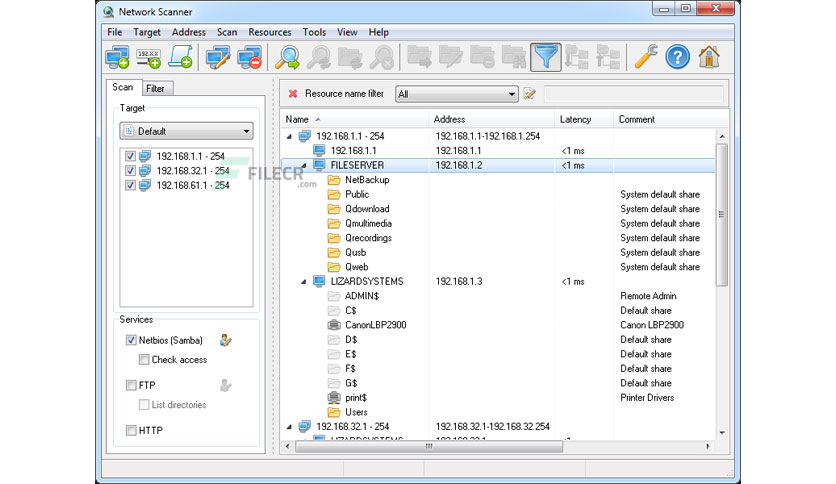 Network Scanner
File Target Address Scan Resources Tools View Help
192.X.X
Scan Filter
Resource name filter All
Target
Default
Name Address Latency Comment
192.168.1.1 - 254
192.168.32.1 - 254
192.168.61.1 - 254
FILECR
.com
192.168.1.1 - 254 192.168.1.1-192.168.1.254
192.168.1.1 192.168.1.1 <1 ms
FILESERVER 192.168.1.2 <1 ms
NetBackup
Public System default share
Qdownload System default share
Qmultimedia System default share
Qrecordings System default share
Qusb System default share
Qweb System default share
LIZARDSYSTEMS 192.168.1.3 <1 ms
ADMIN$ Remote Admin
C$ Default share
CanonLBP2900 Canon LBP2900
D$ Default share
E$ Default share
F$ Default share
G$ Default share
print$ Printer Drivers
Users
192.168.32.1 - 254 192.168.32.1-192.168.32.254
LIZARDSYSTEMS
Services
Netbios (Samba)
Check access
FTP
List directories
HTTP